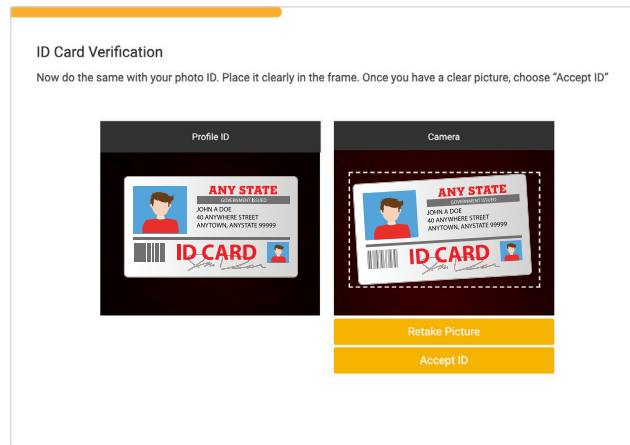 ID Card Verification
Now do the same with your photo ID. Place it clearly in the frame. Once you have a clear picture, choose “Accept ID”
Profile ID
ANY STATE
GOVERNMENT ISSUED
JOHN A DOE
40 ANYWHERE STREET
ANYTOWN, ANYSTATE 99999
ID CARD
Camera
ANY STATE
GOVERNMENT ISSUED
JOHN A DOE
40 ANYWHERE STREET
ANYTOWN, ANYSTATE 99999
ID CARD
Retake Picture
Accept ID